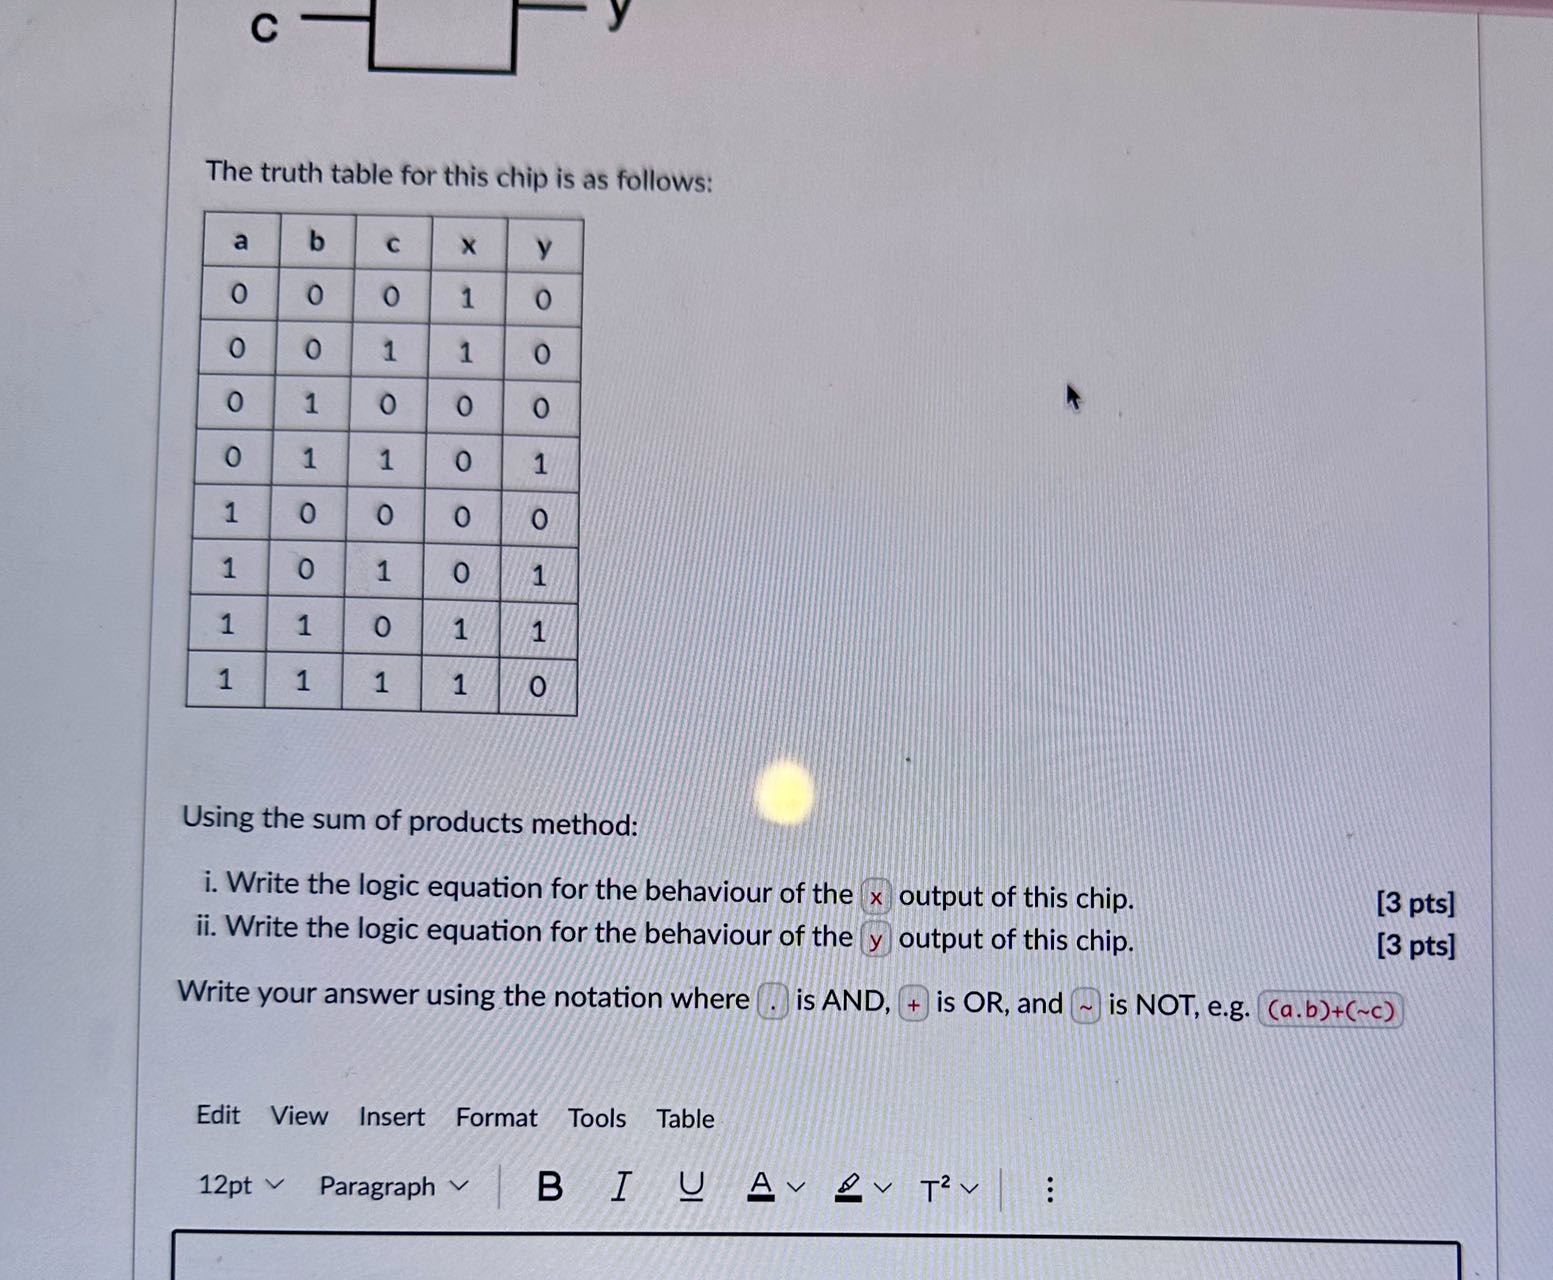 c y
The truth table for this chip is as follows:
a b c x y
0 0 0 1 0
0 0 1 1 0
0 1 0 0 0
0 1 1 0 1
1 0 0 0 0
1 0 1 0 1
1 1 0 1 1
1 1 1 1 0
Using the sum of products method:
i. Write the logic equation for the behaviour of the x output of this chip. [3 pts]
ii. Write the logic equation for the behaviour of the y output of this chip. [3 pts]
Write your answer using the notation where . is AND, + is OR, and ~ is NOT, e.g. (a.b)+(~c)
Edit View Insert Format Tools Table
12pt Paragraph B I U A T²